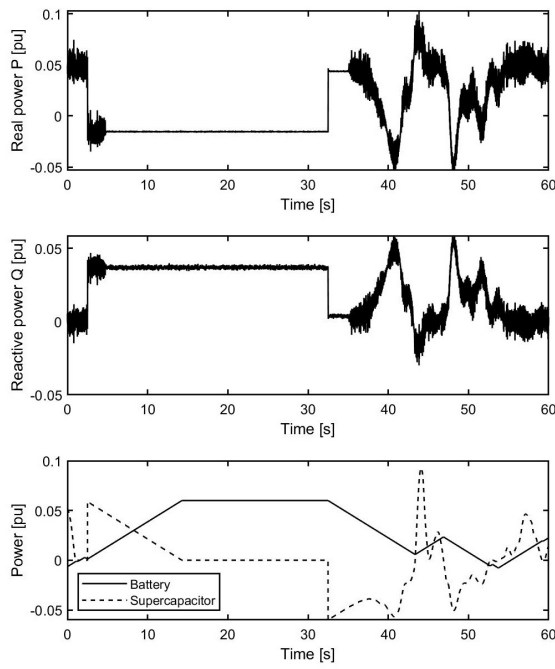 Real power P [pu]
0.1
0.05
0
-0.05
0 10 20 30 40 50 60
Time [s]
Reactive power Q [pu]
0.05
0
-0.05
0 10 20 30 40 50 60
Time [s]
Power [pu]
0.1
0.05
0
-0.05
Battery
Supercapacitor
0 10 20 30 40 50 60
Time [s]